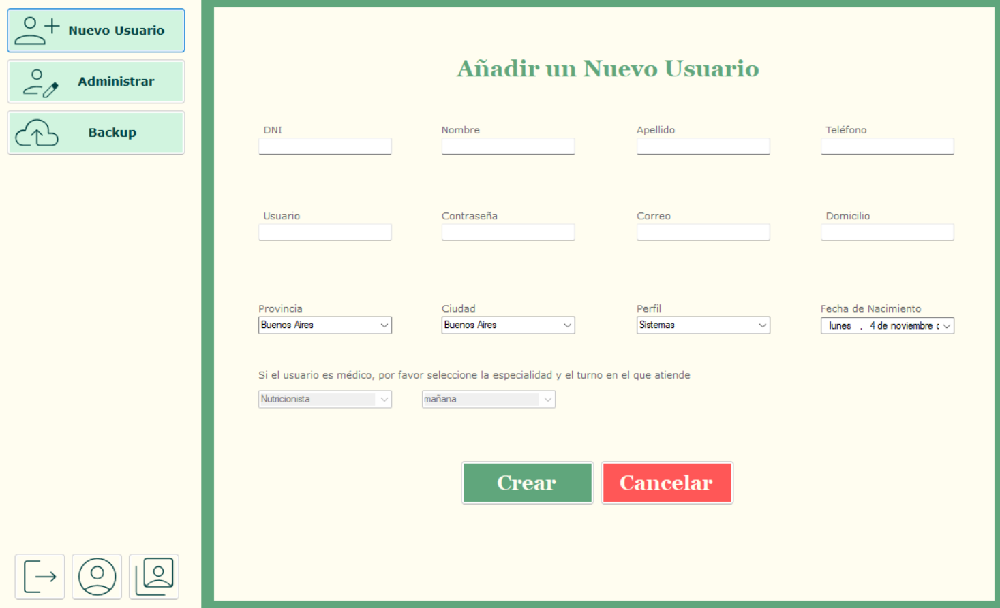 Nuevo Usuario
Administrar
Backup
Añadir un Nuevo Usuario
DNI Nombre Apellido Teléfono
Usuario Contraseña Correo Domicilio
Provincia Ciudad Perfil Fecha de Nacimiento
Buenos Aires Buenos Aires Sistemas lunes , 4 de noviembre
Si el usuario es médico, por favor seleccione la especialidad y el turno en el que atiende
Nutricionista mañana
Crear Cancelar